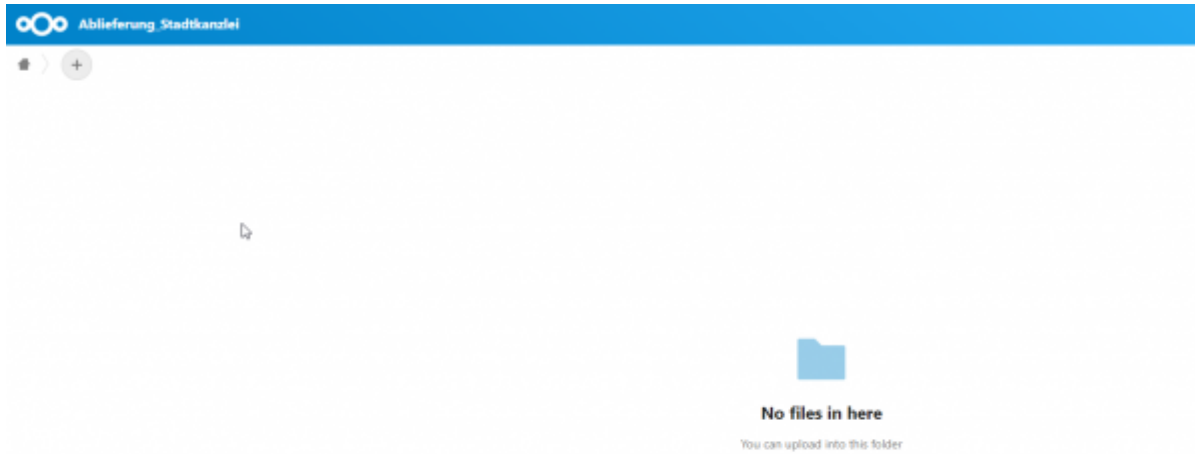 Ablieferung_Stadtkanzlei
No files in here
You can upload into this folder